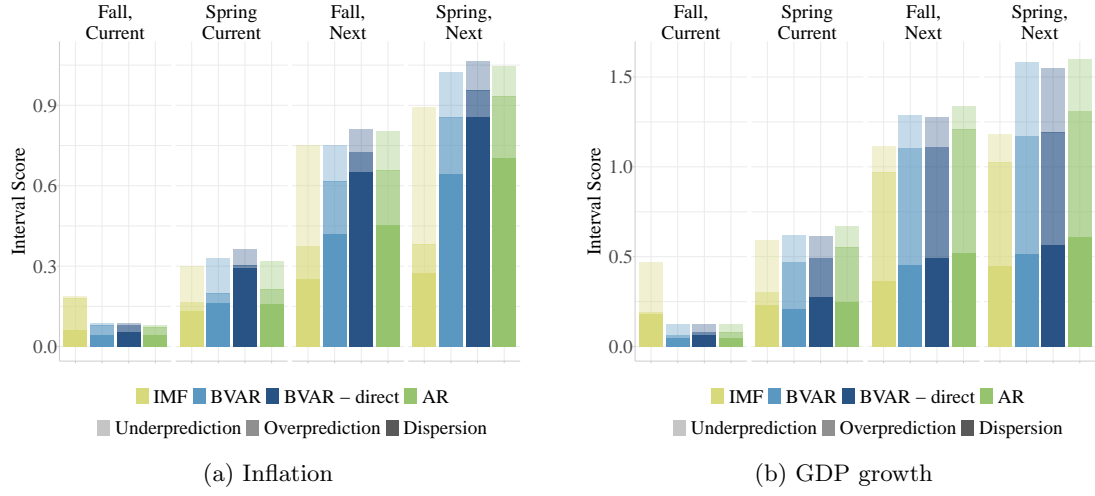 Fall, Current
Spring Current
Fall, Next
Spring, Next
Interval Score
0.9
0.6
0.3
0.0
IMF BVAR BVAR − direct AR
Underprediction Overprediction Dispersion
(a) Inflation
Fall, Current
Spring Current
Fall, Next
Spring, Next
Interval Score
1.5
1.0
0.5
0.0
IMF BVAR BVAR − direct AR
Underprediction Overprediction Dispersion
(b) GDP growth